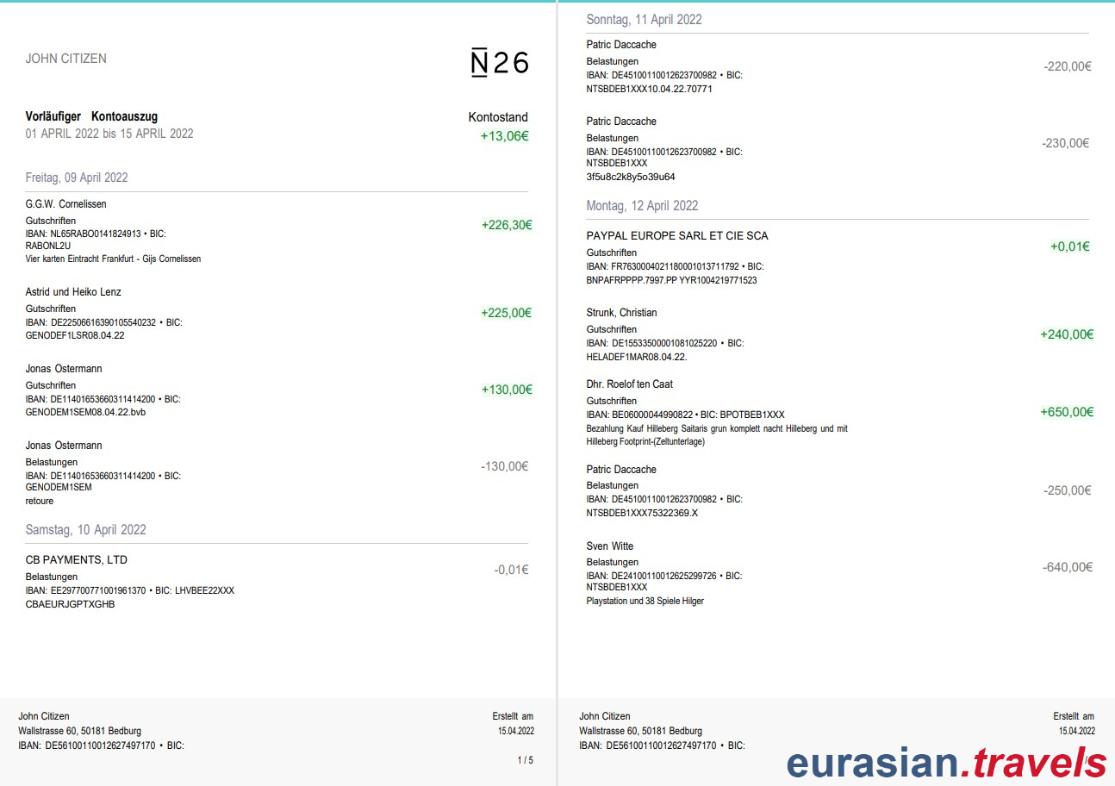 JOHN CITIZEN
N26
Vorläufiger Kontoauszug
Kontostand
01 APRIL 2022 bis 15 APRIL 2022
+13,06€
Freitag, 09 April 2022
G.G.W. Cornelissen
Gutschriften
+226,30€
IBAN: NL65RABO0141824913 • BIC:
RABONL2U
Vier karten Eintracht Frankfurt - Gijs Cornelissen
Astrid und Heiko Lenz
Gutschriften
+225,00€
IBAN: DE22506616390105540232 • BIC:
GENODEF1LSR08.04.22
Jonas Ostermann
Gutschriften
+130,00€
IBAN: DE11401653660311414200 • BIC:
GENODEM1SEM08.04.22.bvb
Jonas Ostermann
Belastungen
-130,00€
IBAN: DE11401653660311414200 • BIC:
GENODEM1SEM
retoure
Samstag, 10 April 2022
CB PAYMENTS, LTD
-0,01€
Belastungen
IBAN: EE297700771001961370 • BIC: LHVBEE22XXX
CBAEURJGPTXGHB
John Citizen
Erstellt am
Wallstrasse 60, 50181 Bedburg
15.04.2022
IBAN: DE56100110012627497170 • BIC:
1 / 5
Sonntag, 11 April 2022
Patric Daccache
Belastungen
-220,00€
IBAN: DE45100110012623700982 • BIC:
NTSBDEB1XXX10.04.22.70771
Patric Daccache
Belastungen
-230,00€
IBAN: DE45100110012623700982 • BIC:
NTSBDEB1XXX
3f5u8c2k8y5o39u64
Montag, 12 April 2022
PAYPAL EUROPE SARL ET CIE SCA
+0,01€
Gutschriften
IBAN: FR7630004021180001013711792 • BIC:
BNPAFRPPPP.7997.PP YYR1004219771523
Strunk, Christian
Gutschriften
+240,00€
IBAN: DE15533500001081025220 • BIC:
HELADEF1MAR08.04.22.
Dhr. Roelof ten Caat
Gutschriften
+650,00€
IBAN: BE06000044990822 • BIC: BPOTBEB1XXX
Bezahlung Kauf Hilleberg Saitaris grun komplett nacht Hilleberg und mit
Hilleberg Footprint-(Zeltunterlage)
Patric Daccache
Belastungen
-250,00€
IBAN: DE45100110012623700982 • BIC:
NTSBDEB1XXX75322369.X
Sven Witte
Belastungen
-640,00€
IBAN: DE24100110012625299726 • BIC:
NTSBDEB1XXX
Playstation und 38 Spiele Hilger
John Citizen
Erstellt am
Wallstrasse 60, 50181 Bedburg
15.04.2022
IBAN: DE56100110012627497170 • BIC:
eurasian.travels